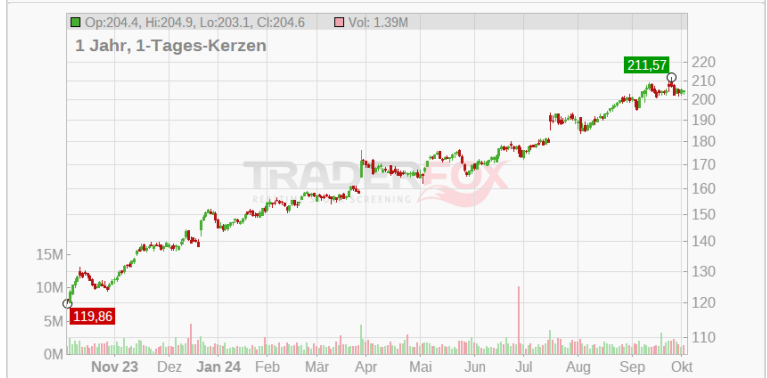 Op:204.4, Hi:204.9, Lo:203.1, Cl:204.6 Vol: 1.39M
1 Jahr, 1-Tages-Kerzen
211,57
220
210
200
190
180
170
160
150
140
130
120
110
TRADERFOX
SCREENING
15M
10M
5M
0M
119,86
Nov 23 Dez Jan 24 Feb Mär Apr Mai Jun Jul Aug Sep Okt